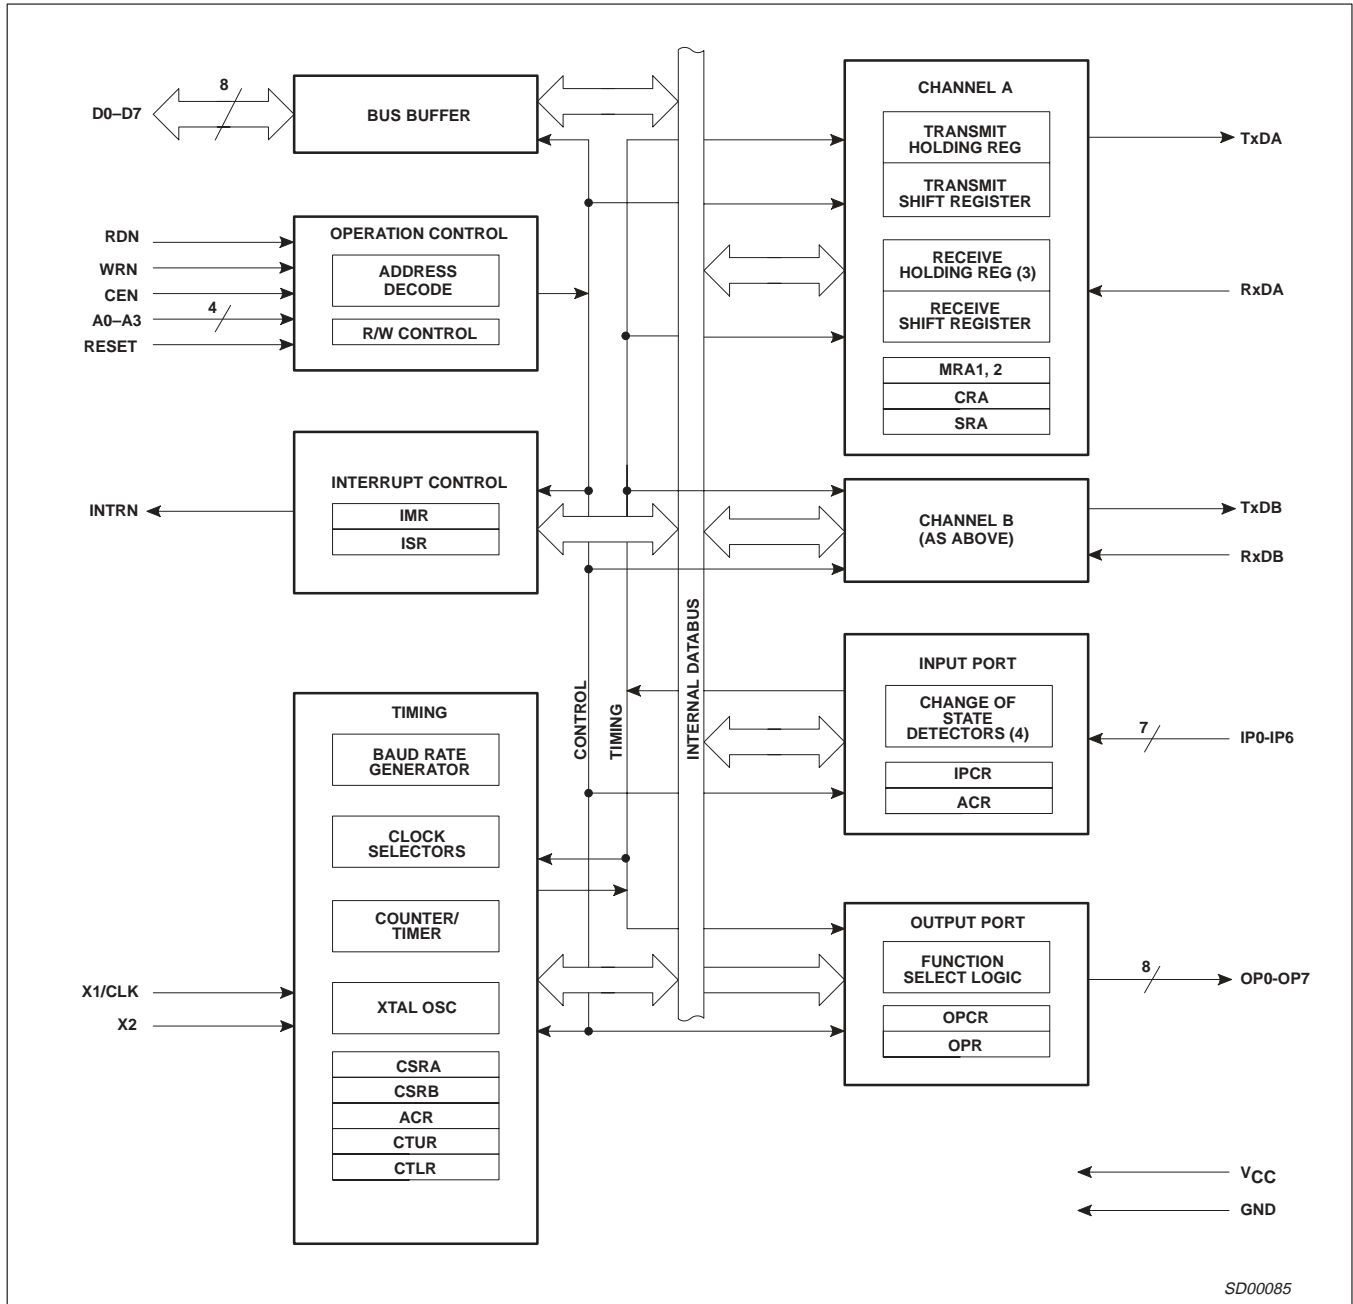 D0–D7
8
BUS BUFFER
RDN
WRN
CEN
A0–A3
4
RESET
OPERATION CONTROL
ADDRESS
DECODE
R/W CONTROL
INTRN
INTERRUPT CONTROL
IMR
ISR
TIMING
BAUD RATE
GENERATOR
CLOCK
SELECTORS
COUNTER/
TIMER
X1/CLK
X2
XTAL OSC
CSRA
CSRB
ACR
CTUR
CTLR
CONTROL
TIMING
INTERNAL DATABUS
CHANNEL A
TRANSMIT
HOLDING REG
TRANSMIT
SHIFT REGISTER
RECEIVE
HOLDING REG (3)
RECEIVE
SHIFT REGISTER
MRA1, 2
CRA
SRA
TxDA
RxDA
CHANNEL B
(AS ABOVE)
TxDB
RxDB
INPUT PORT
CHANGE OF
STATE
DETECTORS (4)
IPCR
ACR
7
IP0-IP6
OUTPUT PORT
FUNCTION
SELECT LOGIC
OPCR
OPR
8
OP0-OP7
VCC
GND
SD00085